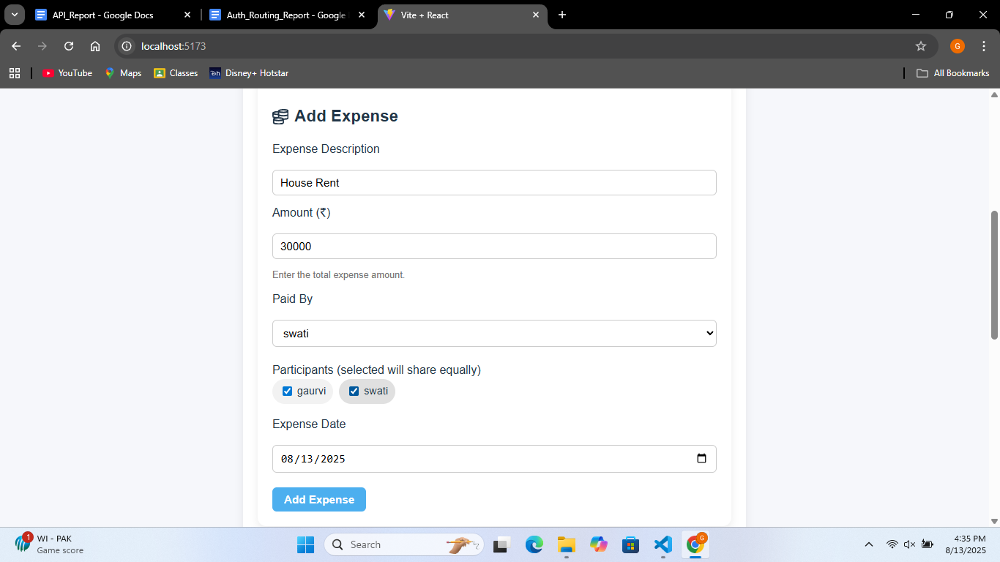 API_Report - Google Docs
Auth_Routing_Report - Google
Vite + React
localhost:5173
G
YouTube
Maps
Classes
Disney+ Hotstar
All Bookmarks
Add Expense
Expense Description
House Rent
Amount (₹)
30000
Enter the total expense amount.
Paid By
swati
Participants (selected will share equally)
gaurvi
swati
Expense Date
08/13/2025
Add Expense
1
WI - PAK
Game score
Search
G
4:35 PM
8/13/2025